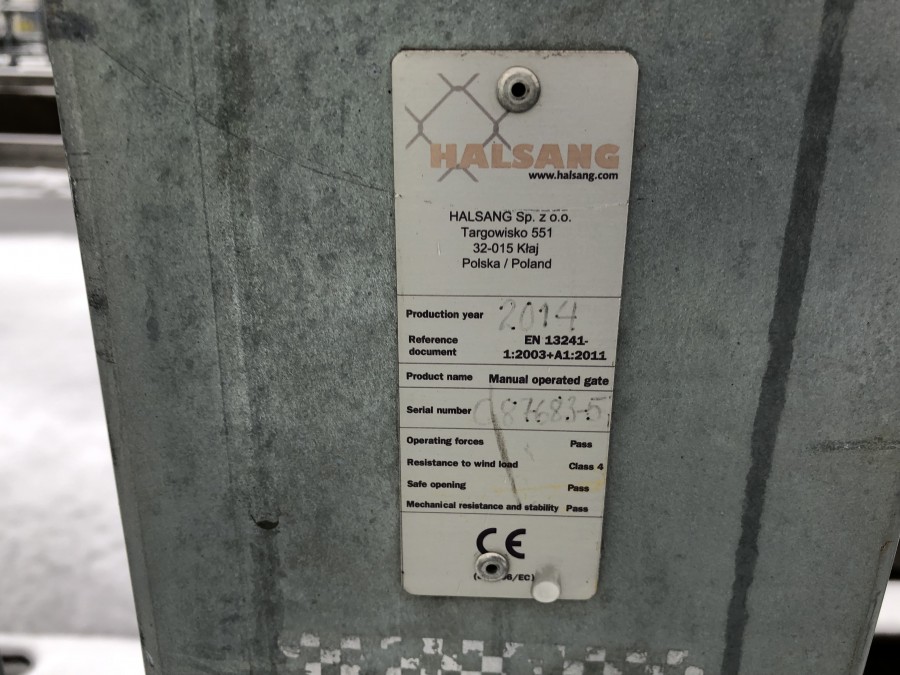 HALSANG
www.halsang.com
HALSANG Sp. z o.o.
Targowisko 551
32-015 Kłaj
Polska / Poland
Production year 2014
Reference document EN 13241-
1:2003+A1:2011
Product name Manual operated gate
Serial number
Operating forces Pass
Resistance to wind load Class 4
Safe opening Pass
Mechanical resistance and stability Pass
CE